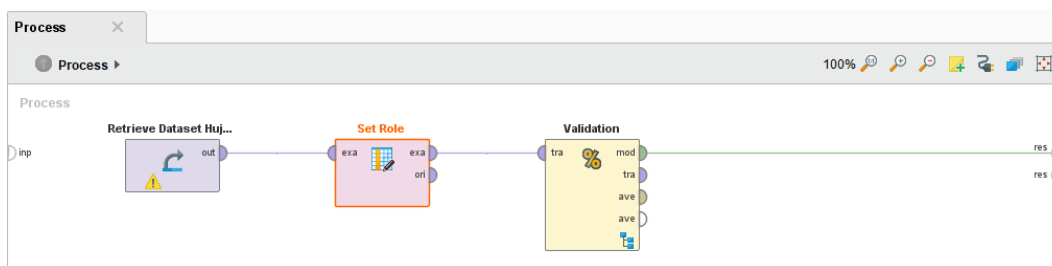 Process
Process
100%
Process
Retrieve Dataset Huj...
Set Role
Validation
inp
out
exa
exa
ori
tra
mod
tra
ave
ave
res
res